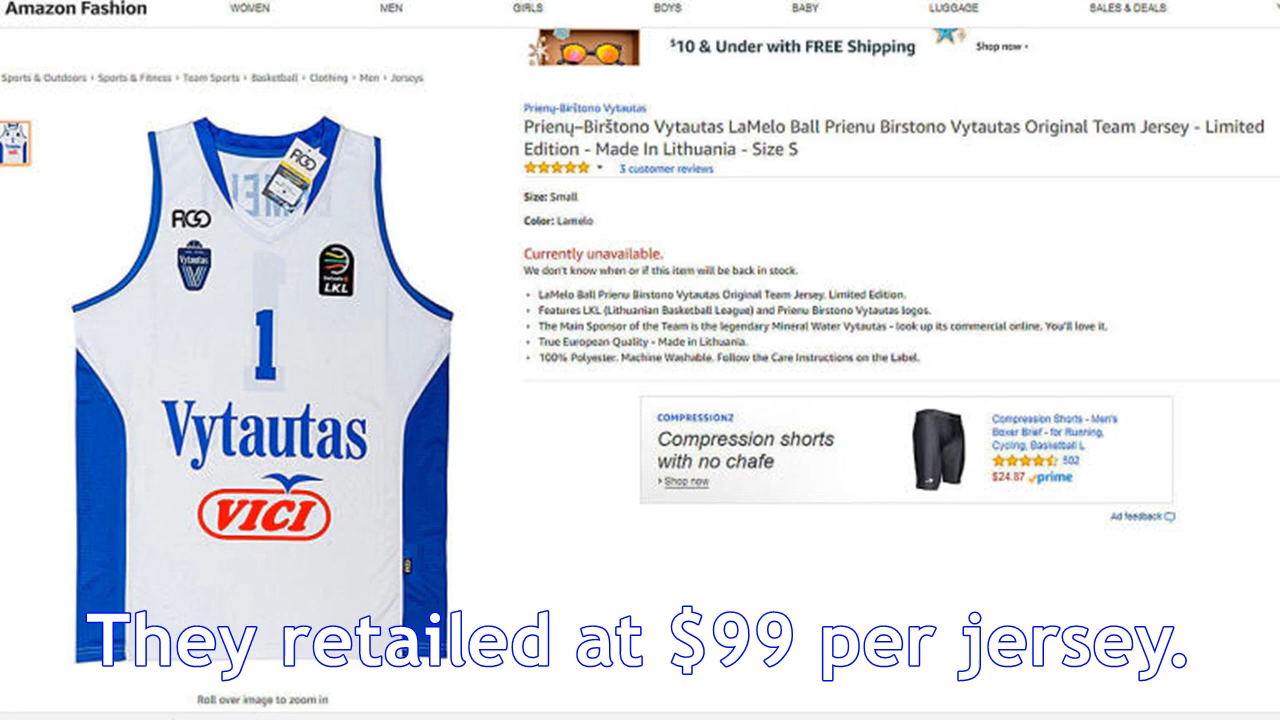 Amazon Fashion
WOMEN MEN GIRLS BOYS BABY LUGGAGE SALES & DEALS
$10 & Under with FREE Shipping Shop now ›
Sports & Outdoors › Sports & Fitness › Team Sports › Basketball › Clothing › Men › Jerseys
Prienų-Birštono Vytautas
Prienų–Birštono Vytautas LaMelo Ball Prienu Birstono Vytautas Original Team Jersey - Limited
Edition - Made In Lithuania - Size S
3 customer reviews
Size: Small
Color: Lamelo
Currently unavailable.
We don't know when or if this item will be back in stock.
• LaMelo Ball Prienu Birstono Vytautas Original Team Jersey. Limited Edition.
• Features LKL (Lithuanian Basketball League) and Prienu Birstono Vytautas logos.
• The Main Sponsor of the Team is the legendary Mineral Water Vytautas - look up its commercial online. You'll love it.
• True European Quality - Made in Lithuania.
• 100% Polyester. Machine Washable. Follow the Care Instructions on the Label.
RGO
RGO
Vytautas
LKL
1
Vytautas
VICI
COMPRESSIONZ
Compression shorts
with no chafe
› Shop now
Compression Shorts - Men's
Boxer Brief - for Running,
Cycling, Basketball L
502
$24.87 prime
Ad feedback
They retailed at $99 per jersey.
Roll over image to zoom in